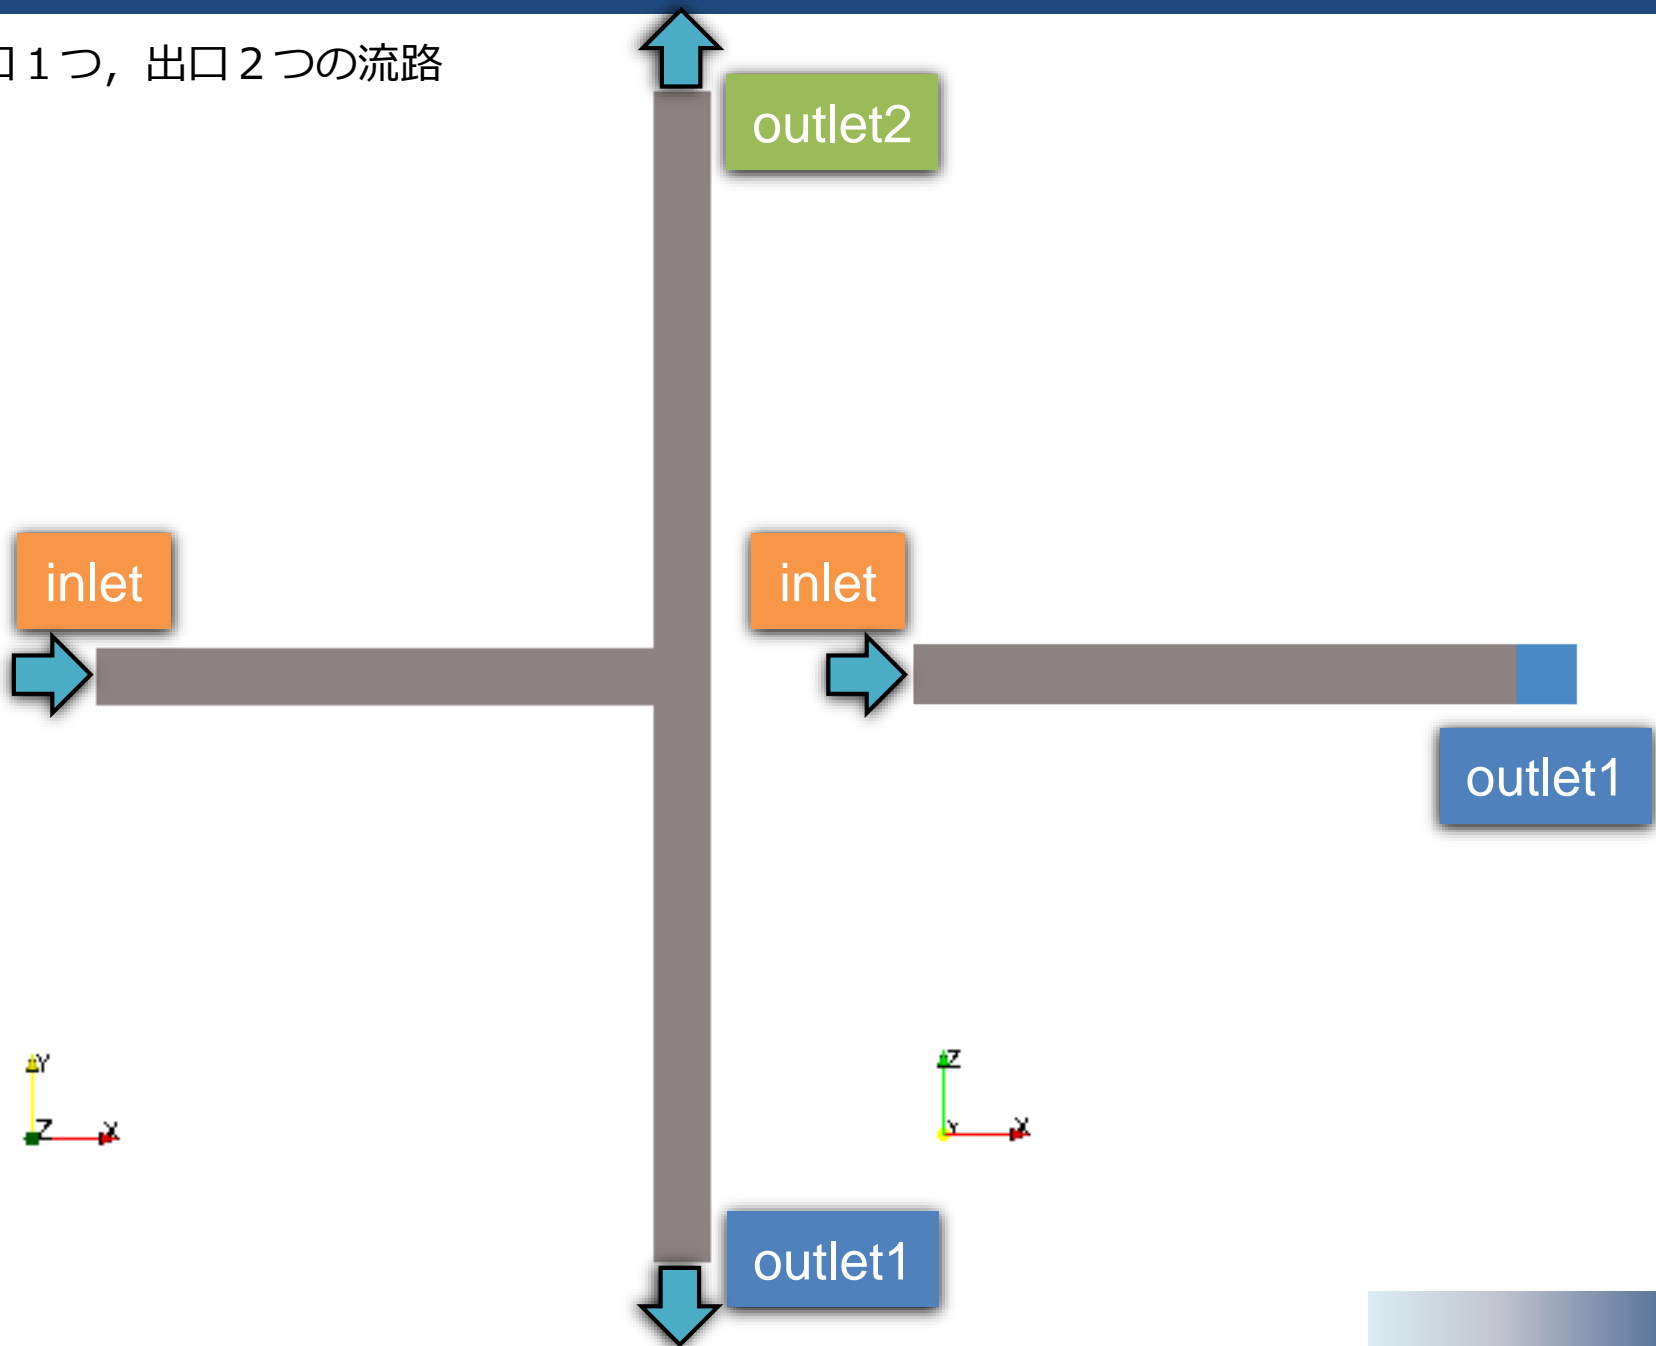 口１つ，出口２つの流路
outlet2
inlet
inlet
outlet1
Y
Z X
Z
Y X
outlet1